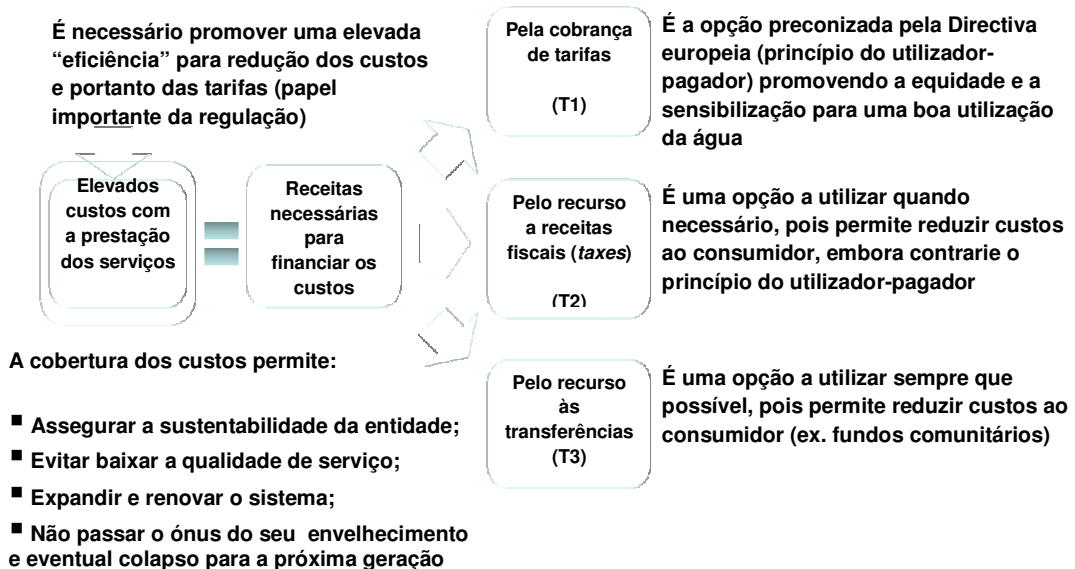 É necessário promover uma elevada
“eficiência” para redução dos custos
e portanto das tarifas (papel
importante da regulação)
Elevados
custos com
a prestação
dos serviços
Receitas
necessárias
para
financiar os
custos
Pela cobrança
de tarifas
(T1)
É a opção preconizada pela Directiva
europeia (princípio do utilizador-
pagador) promovendo a equidade e a
sensibilização para uma boa utilização
da água
Pelo recurso
a receitas
fiscais (taxes)
(T2)
É uma opção a utilizar quando
necessário, pois permite reduzir custos
ao consumidor, embora contrarie o
princípio do utilizador-pagador
Pelo recurso
às
transferências
(T3)
É uma opção a utilizar sempre que
possível, pois permite reduzir custos ao
consumidor (ex. fundos comunitários)
A cobertura dos custos permite:
▪ Assegurar a sustentabilidade da entidade;
▪ Evitar baixar a qualidade de serviço;
▪ Expandir e renovar o sistema;
▪ Não passar o ónus do seu envelhecimento
e eventual colapso para a próxima geração